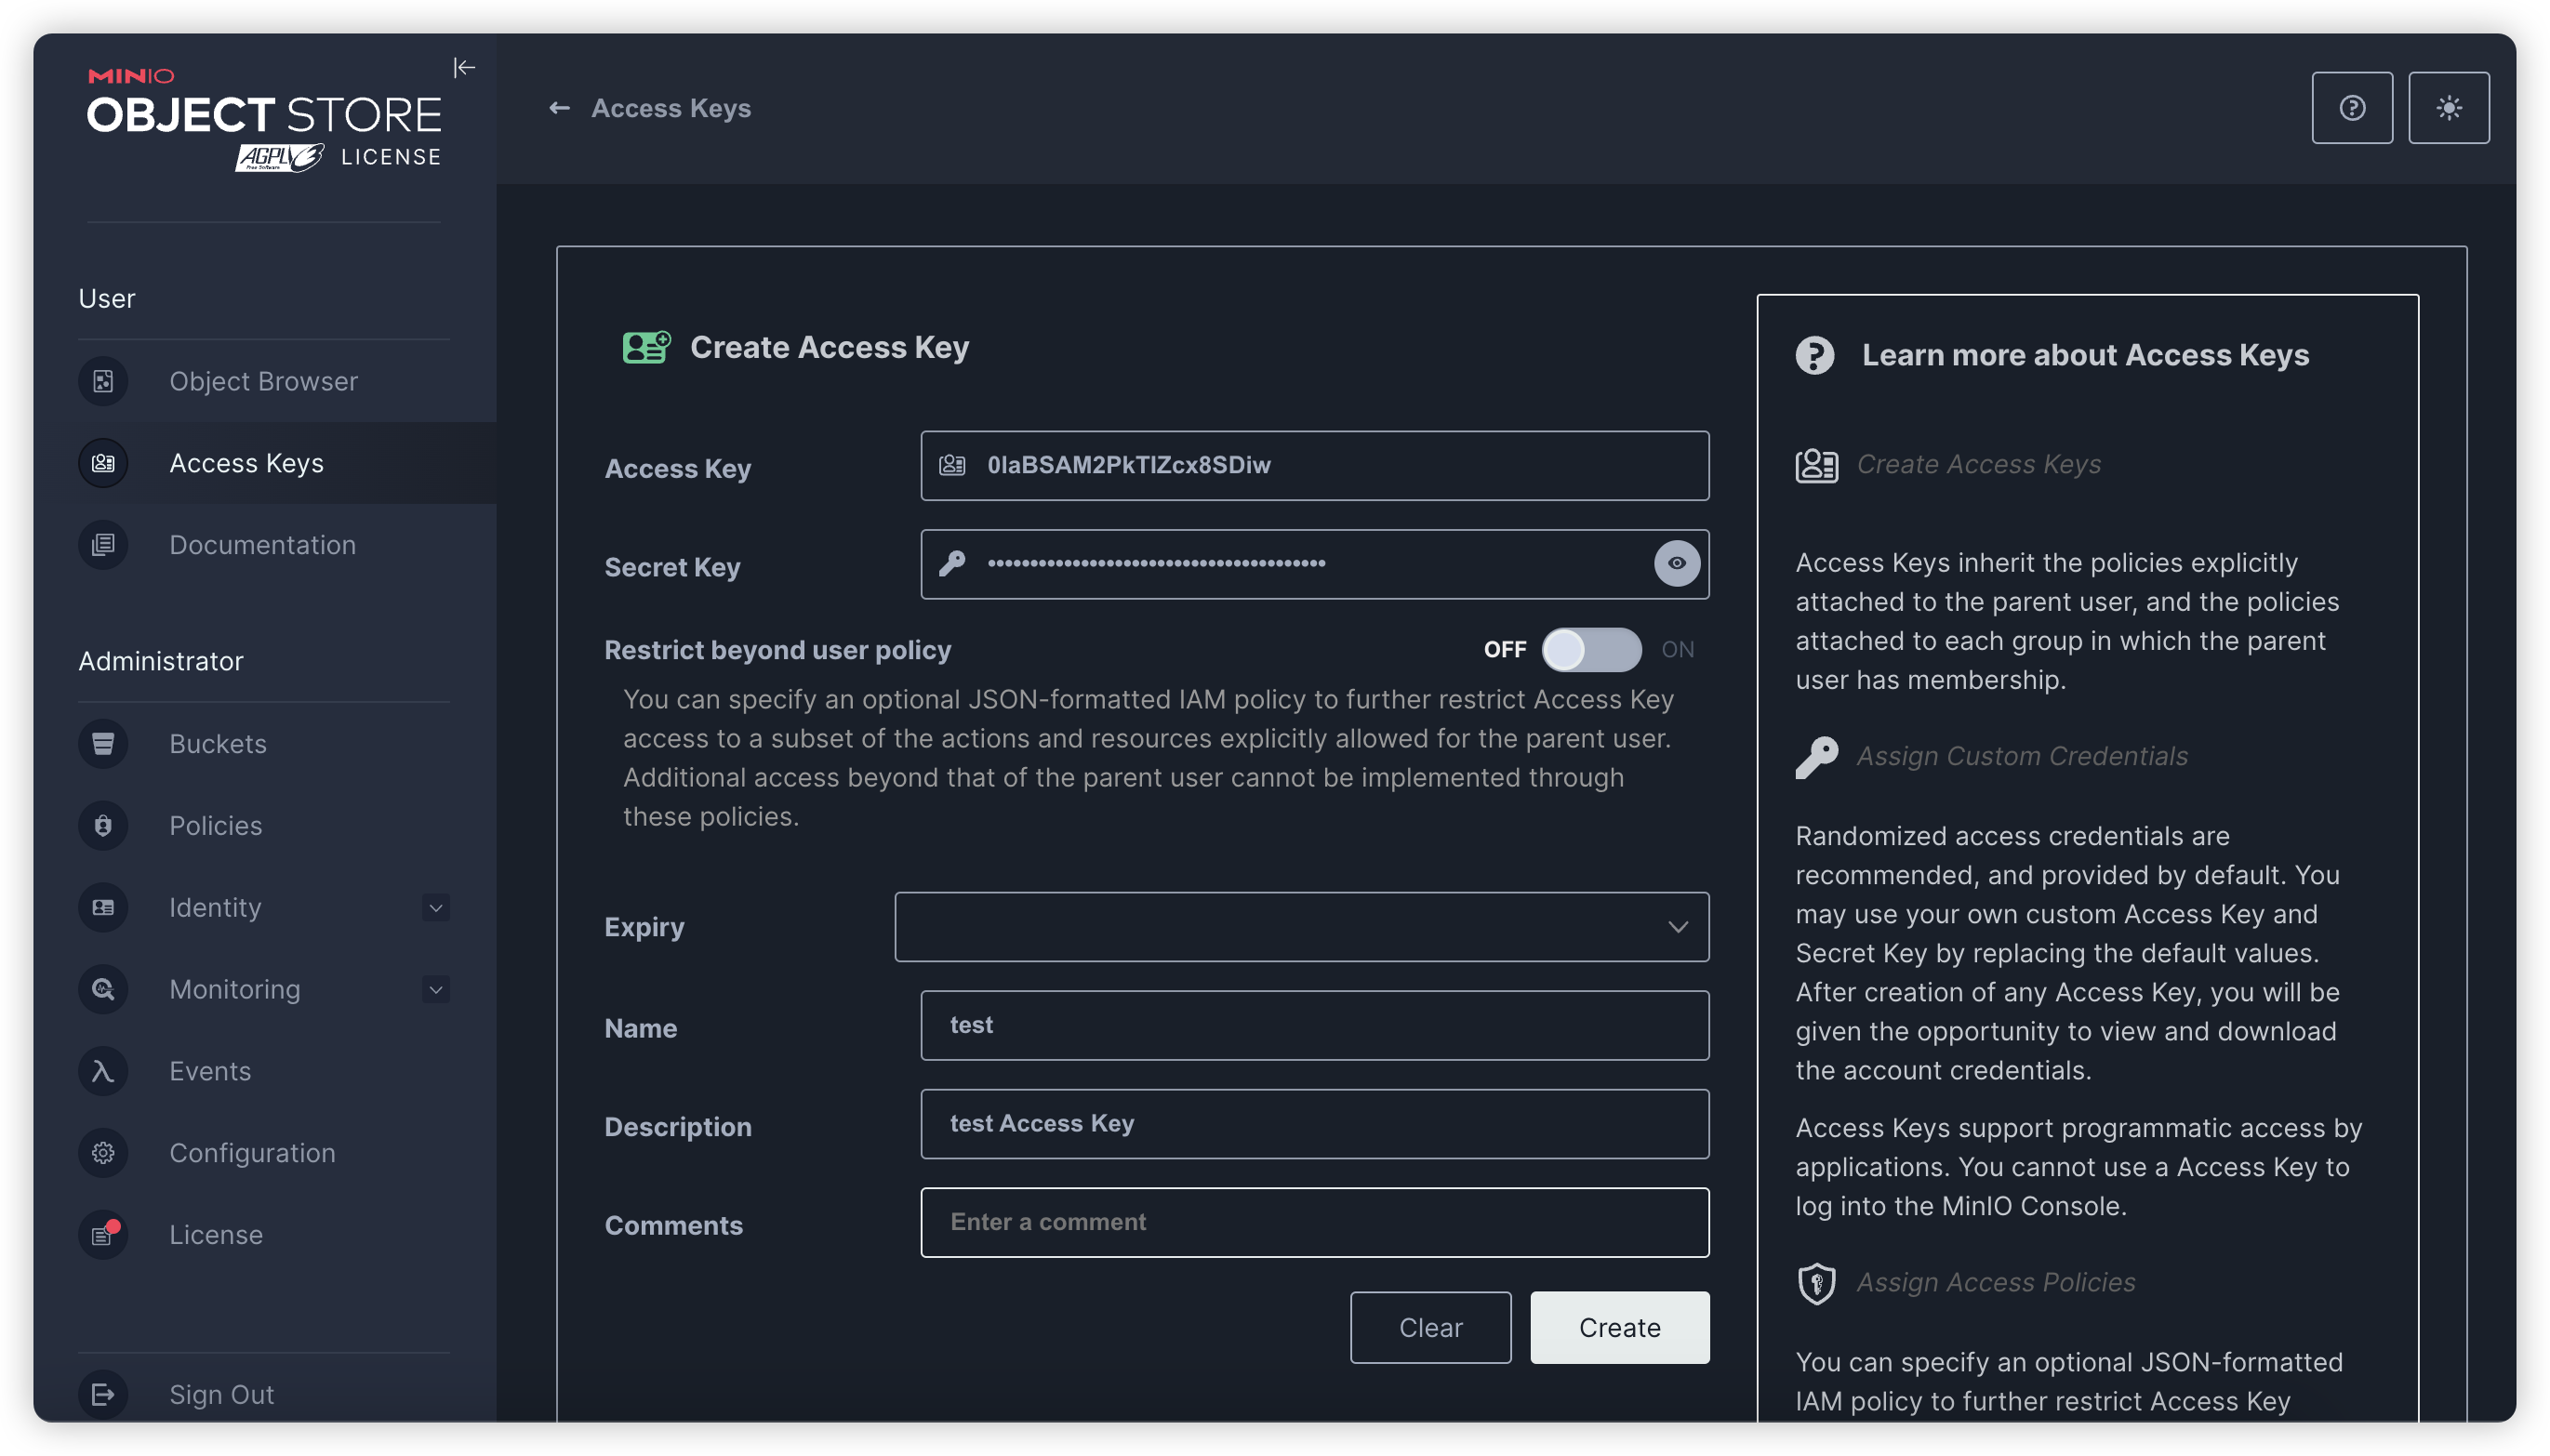 MINIO
OBJECT STORE
AGPLv3 LICENSE
Free Software
User
Object Browser
Access Keys
Documentation
Administrator
Buckets
Policies
Identity
Monitoring
Events
Configuration
License
Sign Out
Access Keys
Create Access Key
Access Key
0IaBSAM2PkTIZcx8SDiw
Secret Key
••••••••••••••••••••••••••••••••••••••••
Restrict beyond user policy
OFF
ON
You can specify an optional JSON-formatted IAM policy to further restrict Access Key
access to a subset of the actions and resources explicitly allowed for the parent user.
Additional access beyond that of the parent user cannot be implemented through
these policies.
Expiry
Name
test
Description
test Access Key
Comments
Enter a comment
Clear
Create
Learn more about Access Keys
Create Access Keys
Access Keys inherit the policies explicitly
attached to the parent user, and the policies
attached to each group in which the parent
user has membership.
Assign Custom Credentials
Randomized access credentials are
recommended, and provided by default. You
may use your own custom Access Key and
Secret Key by replacing the default values.
After creation of any Access Key, you will be
given the opportunity to view and download
the account credentials.
Access Keys support programmatic access by
applications. You cannot use a Access Key to
log into the MinIO Console.
Assign Access Policies
You can specify an optional JSON-formatted
IAM policy to further restrict Access Key